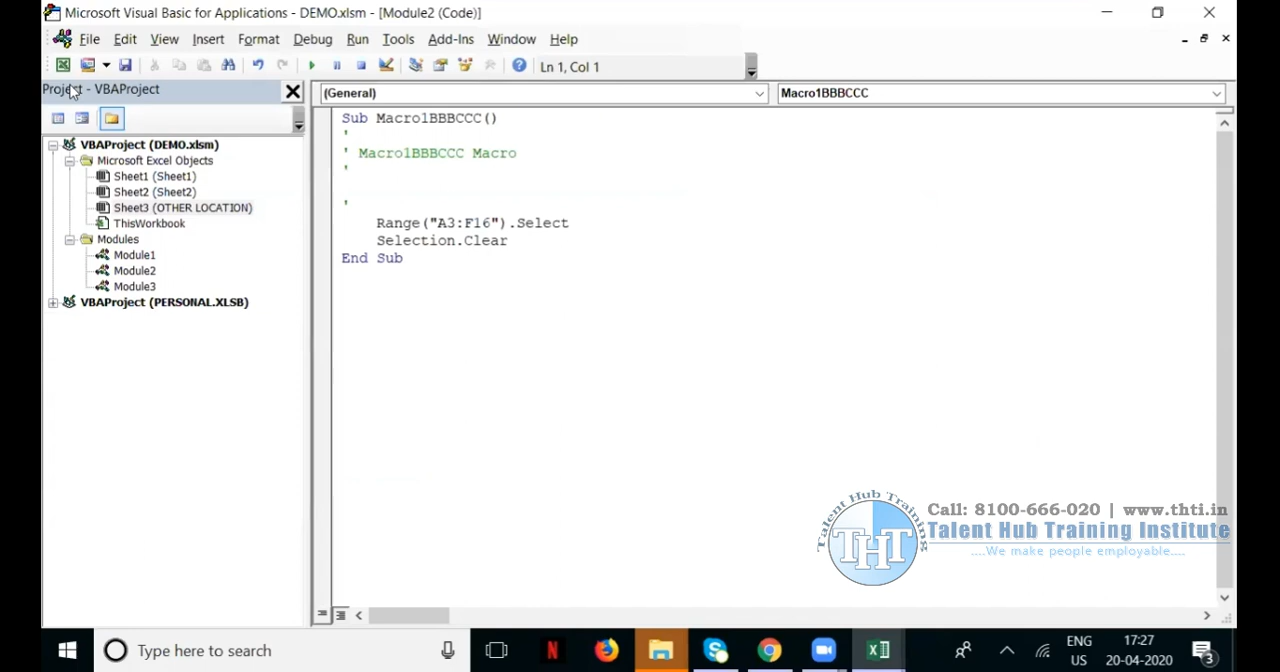 Microsoft Visual Basic for Applications - DEMO.xlsm - [Module2 (Code)]
File Edit View Insert Format Debug Run Tools Add-Ins Window Help
Ln 1, Col 1
Project - VBAProject
(General)
Macro1BBBCCC
VBAProject (DEMO.xlsm)
Microsoft Excel Objects
Sheet1 (Sheet1)
Sheet2 (Sheet2)
Sheet3 (OTHER LOCATION)
ThisWorkbook
Modules
Module1
Module2
Module3
VBAProject (PERSONAL.XLSB)
Sub Macro1BBBCCC()
'
' Macro1BBBCCC Macro
'
'
Range("A3:F16").Select
Selection.Clear
End Sub
Talent Hub Training
THT
Call: 8100-666-020 | www.thti.in
Talent Hub Training Institute
....We make people employable....
Type here to search
N
ENG
US
17:27
20-04-2020
3